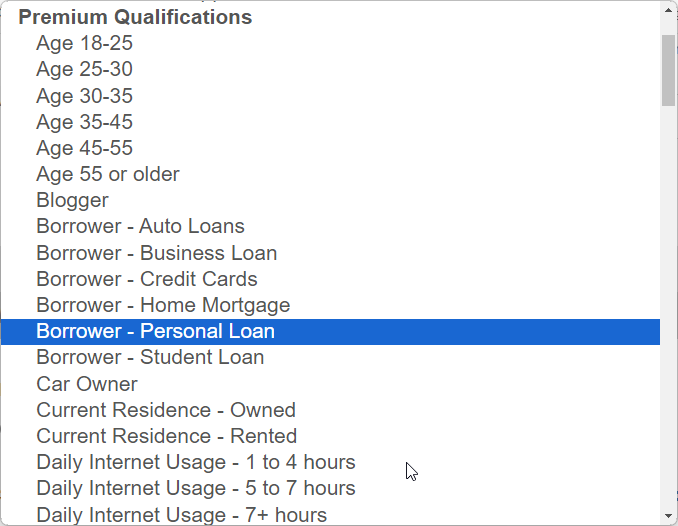 Premium Qualifications
Age 18-25
Age 25-30
Age 30-35
Age 35-45
Age 45-55
Age 55 or older
Blogger
Borrower - Auto Loans
Borrower - Business Loan
Borrower - Credit Cards
Borrower - Home Mortgage
Borrower - Personal Loan
Borrower - Student Loan
Car Owner
Current Residence - Owned
Current Residence - Rented
Daily Internet Usage - 1 to 4 hours
Daily Internet Usage - 5 to 7 hours
Daily Internet Usage - 7+ hours